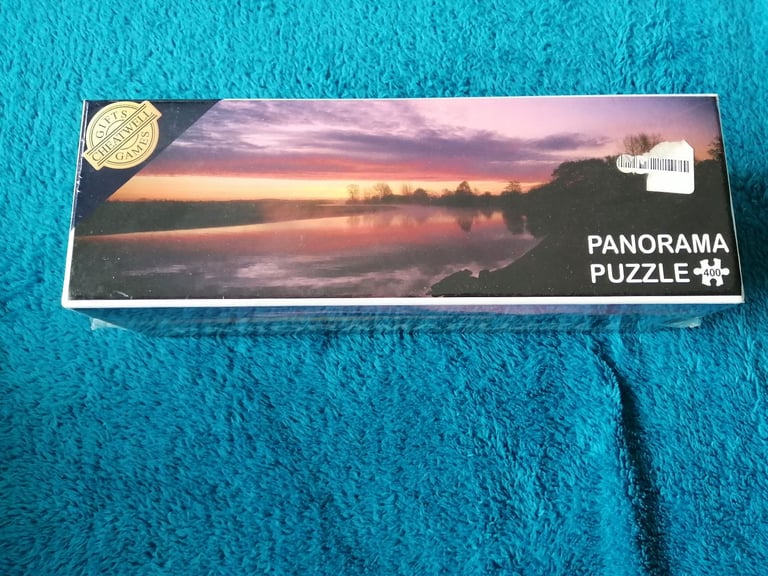 GIFTS
CHEATWELL
GAMES
PANORAMA
PUZZLE
400